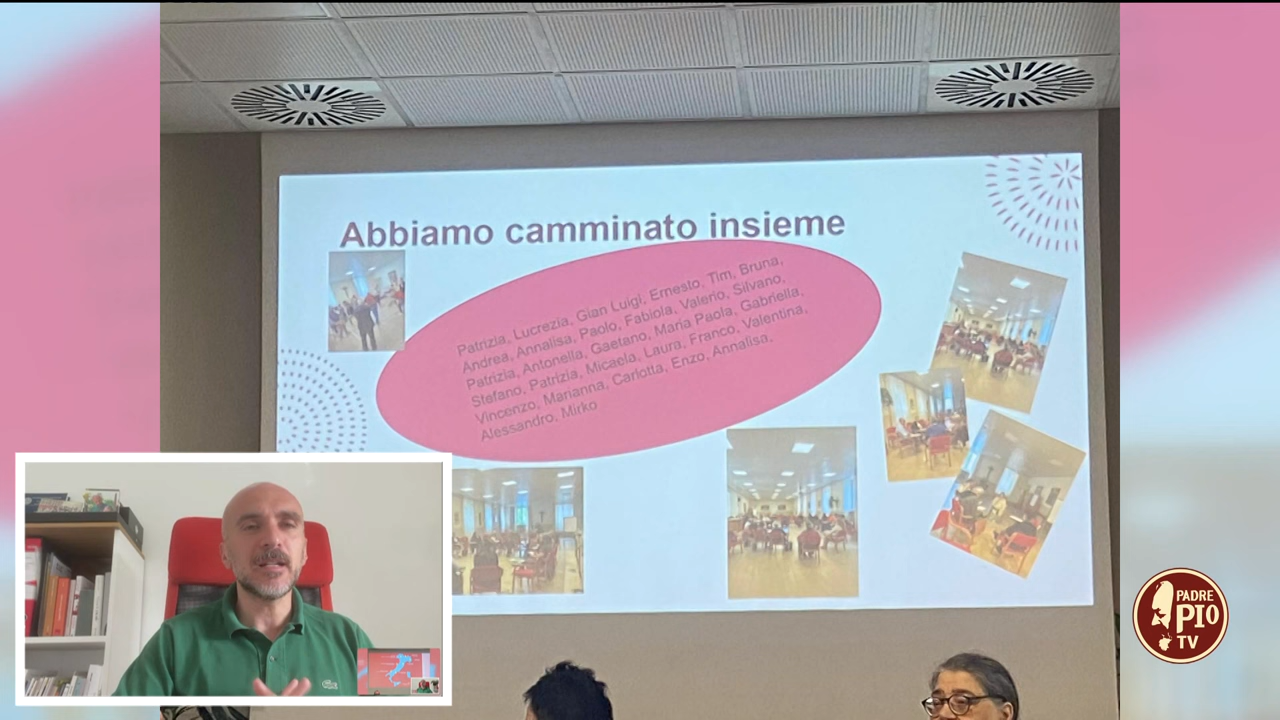 Abbiamo camminato insieme
Patrizia, Lucrezia, Gian Luigi, Ernesto, Tim, Bruna,
Andrea, Annalisa, Paolo, Fabiola, Valerio, Silvano,
Patrizia, Antonella, Gaetano, Maria Paola, Gabriella,
Stefano, Patrizia, Micaela, Laura, Franco, Valentina,
Vincenzo, Marianna, Carlotta, Enzo, Annalisa,
Alessandro, Mirko
PADRE
PIO
TV